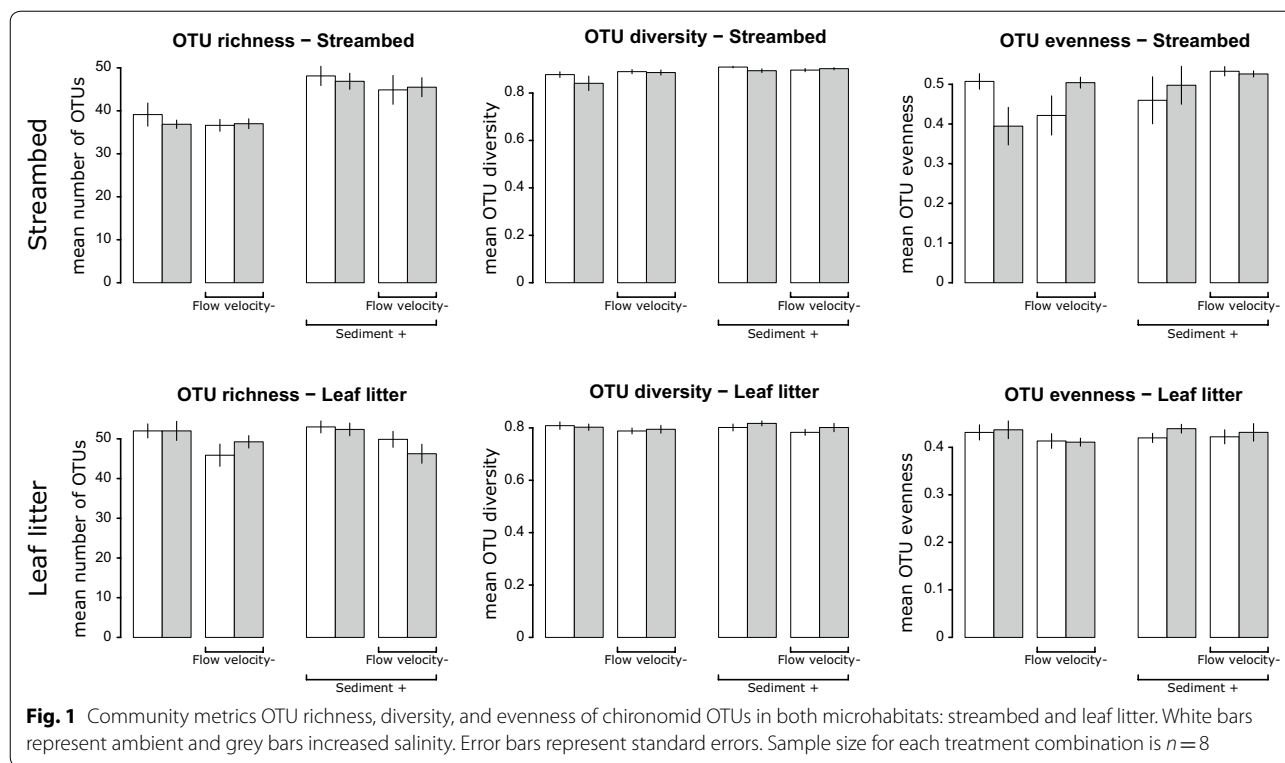 OTU richness – Streambed
OTU diversity – Streambed
OTU evenness – Streambed
Streambed
mean number of OTUs
50
40
30
20
10
0
Flow velocity-
Flow velocity-
Sediment +
mean OTU diversity
0.8
0.6
0.4
0.2
0
Flow velocity-
Flow velocity-
Sediment +
mean OTU evenness
0.5
0.4
0.3
0.2
0.1
0
Flow velocity-
Flow velocity-
Sediment +
OTU richness – Leaf litter
OTU diversity – Leaf litter
OTU evenness – Leaf litter
Leaf litter
mean number of OTUs
50
40
30
20
10
0
Flow velocity-
Flow velocity-
Sediment +
mean OTU diversity
0.8
0.6
0.4
0.2
0
Flow velocity-
Flow velocity-
Sediment +
mean OTU evenness
0.4
0.3
0.2
0.1
0
Flow velocity-
Flow velocity-
Sediment +
Fig. 1 Community metrics OTU richness, diversity, and evenness of chironomid OTUs in both microhabitats: streambed and leaf litter. White bars
represent ambient and grey bars increased salinity. Error bars represent standard errors. Sample size for each treatment combination is n = 8